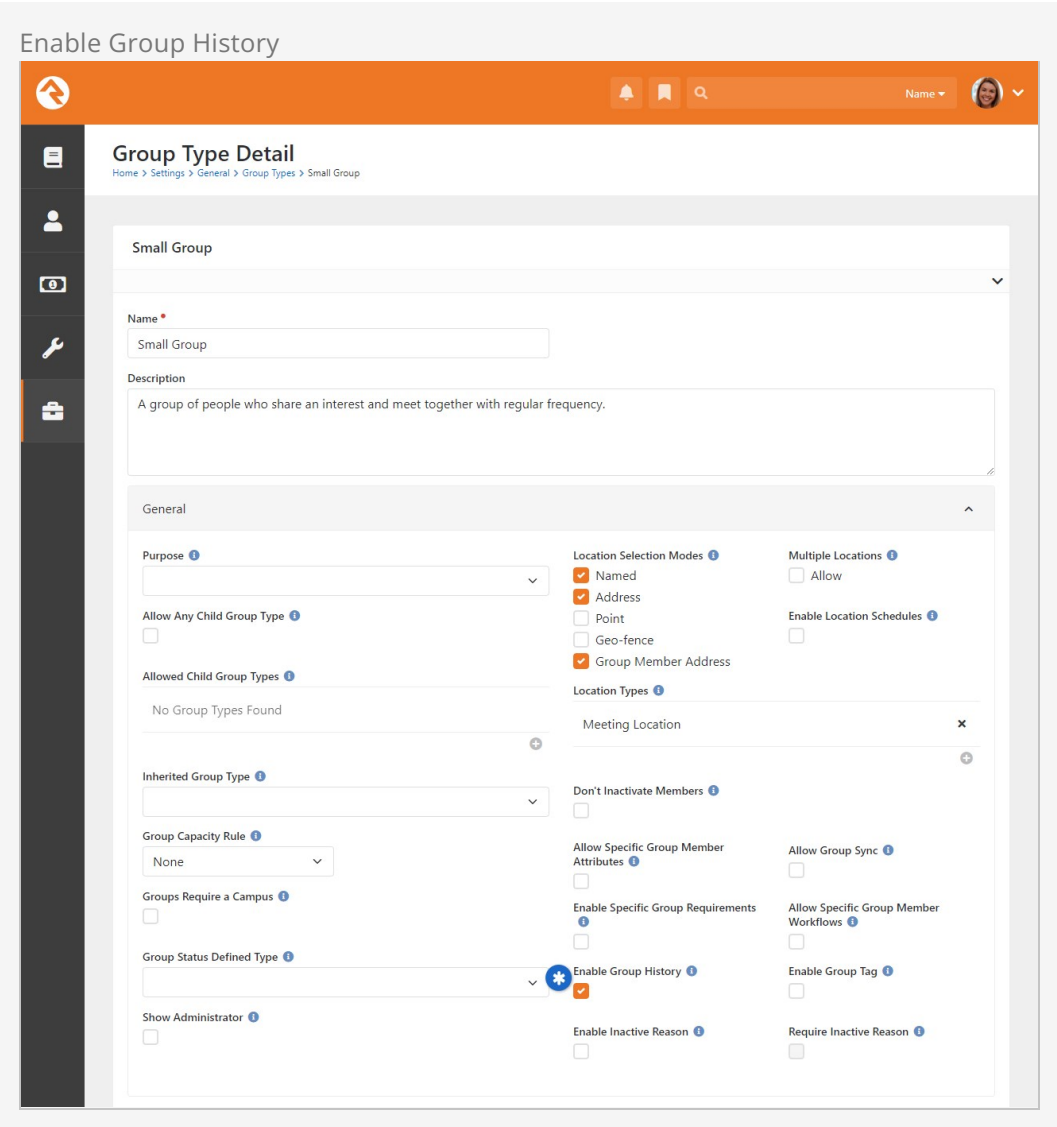 Enable Group History
Name
Group Type Detail
Home > Settings > General > Group Types > Small Group
Small Group
Name
Small Group
Description
A group of people who share an interest and meet together with regular frequency.
General
Purpose
Allow Any Child Group Type
Allowed Child Group Types
No Group Types Found
Inherited Group Type
Group Capacity Rule
None
Groups Require a Campus
Group Status Defined Type
Show Administrator
Location Selection Modes
Named
Address
Point
Geo-fence
Group Member Address
Multiple Locations
Allow
Enable Location Schedules
Location Types
Meeting Location
Don't Inactivate Members
Allow Specific Group Member
Attributes
Allow Group Sync
Enable Specific Group Requirements
Allow Specific Group Member
Workflows
Enable Group History
Enable Group Tag
Enable Inactive Reason
Require Inactive Reason